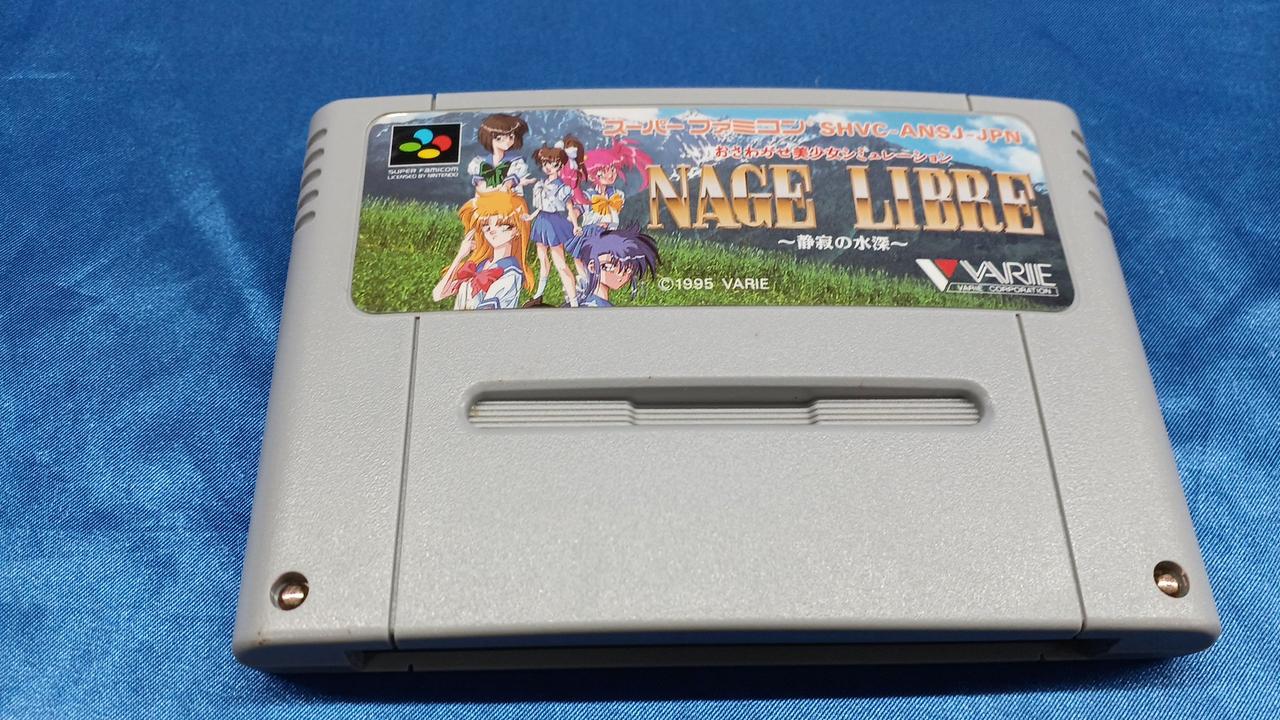 スーパーファミコン® SHVC-ANSJ-JPN
SUPER FAMICOM
LICENSED BY NINTENDO
おさわがせ美少女シミュレーション
NAGE LIBRE
～静寂の水深～
©1995 VARIE
VARIE
VARIE CORPORATION